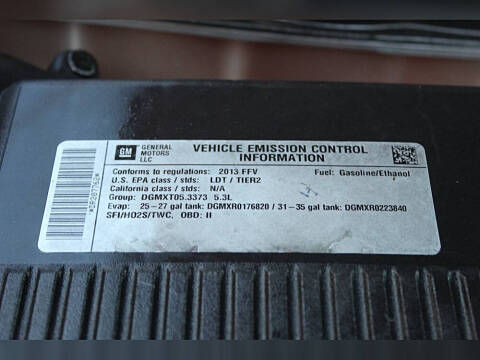 GM
GENERAL MOTORS LLC
VEHICLE EMISSION CONTROL INFORMATION
Conforms to regulations: 2013 FFV Fuel: Gasoline/Ethanol
U.S. EPA class / stds: LDT / TIER2
California class / stds: N/A
Group: DGMXT05.3373 5.3L
Evap: 25-27 gal tank: DGMXR0176820 / 31-35 gal tank: DGMXR0223840
SFI/HO2S/TWC, OBD: II